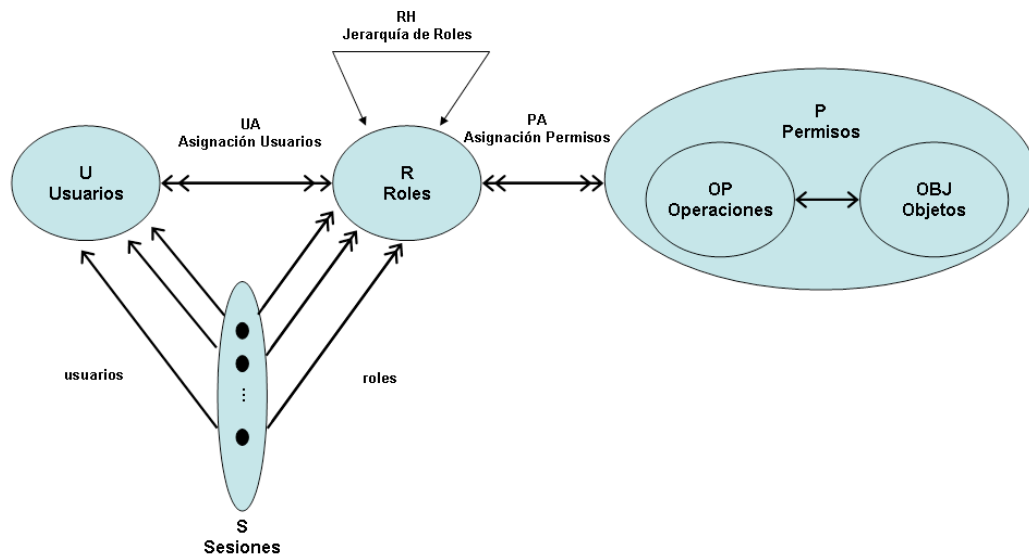 RH
Jerarquía de Roles
UA
Asignación Usuarios
PA
Asignación Permisos
P
Permisos
U
Usuarios
R
Roles
OP
Operaciones
OBJ
Objetos
usuarios
...
roles
S
Sesiones